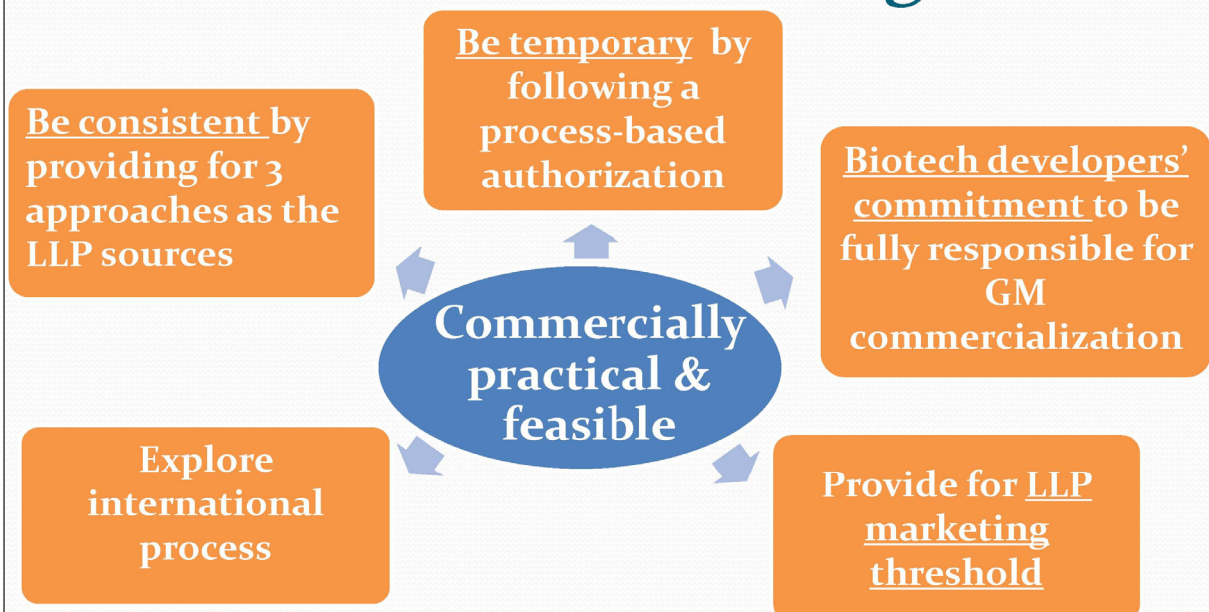 Be temporary by
following a
process-based
authorization
Be consistent by
providing for 3
approaches as the
LLP sources
Biotech developers'
commitment to be
fully responsible for
GM
commercialization
Commercially
practical &
feasible
Explore
international
process
Provide for LLP
marketing
threshold